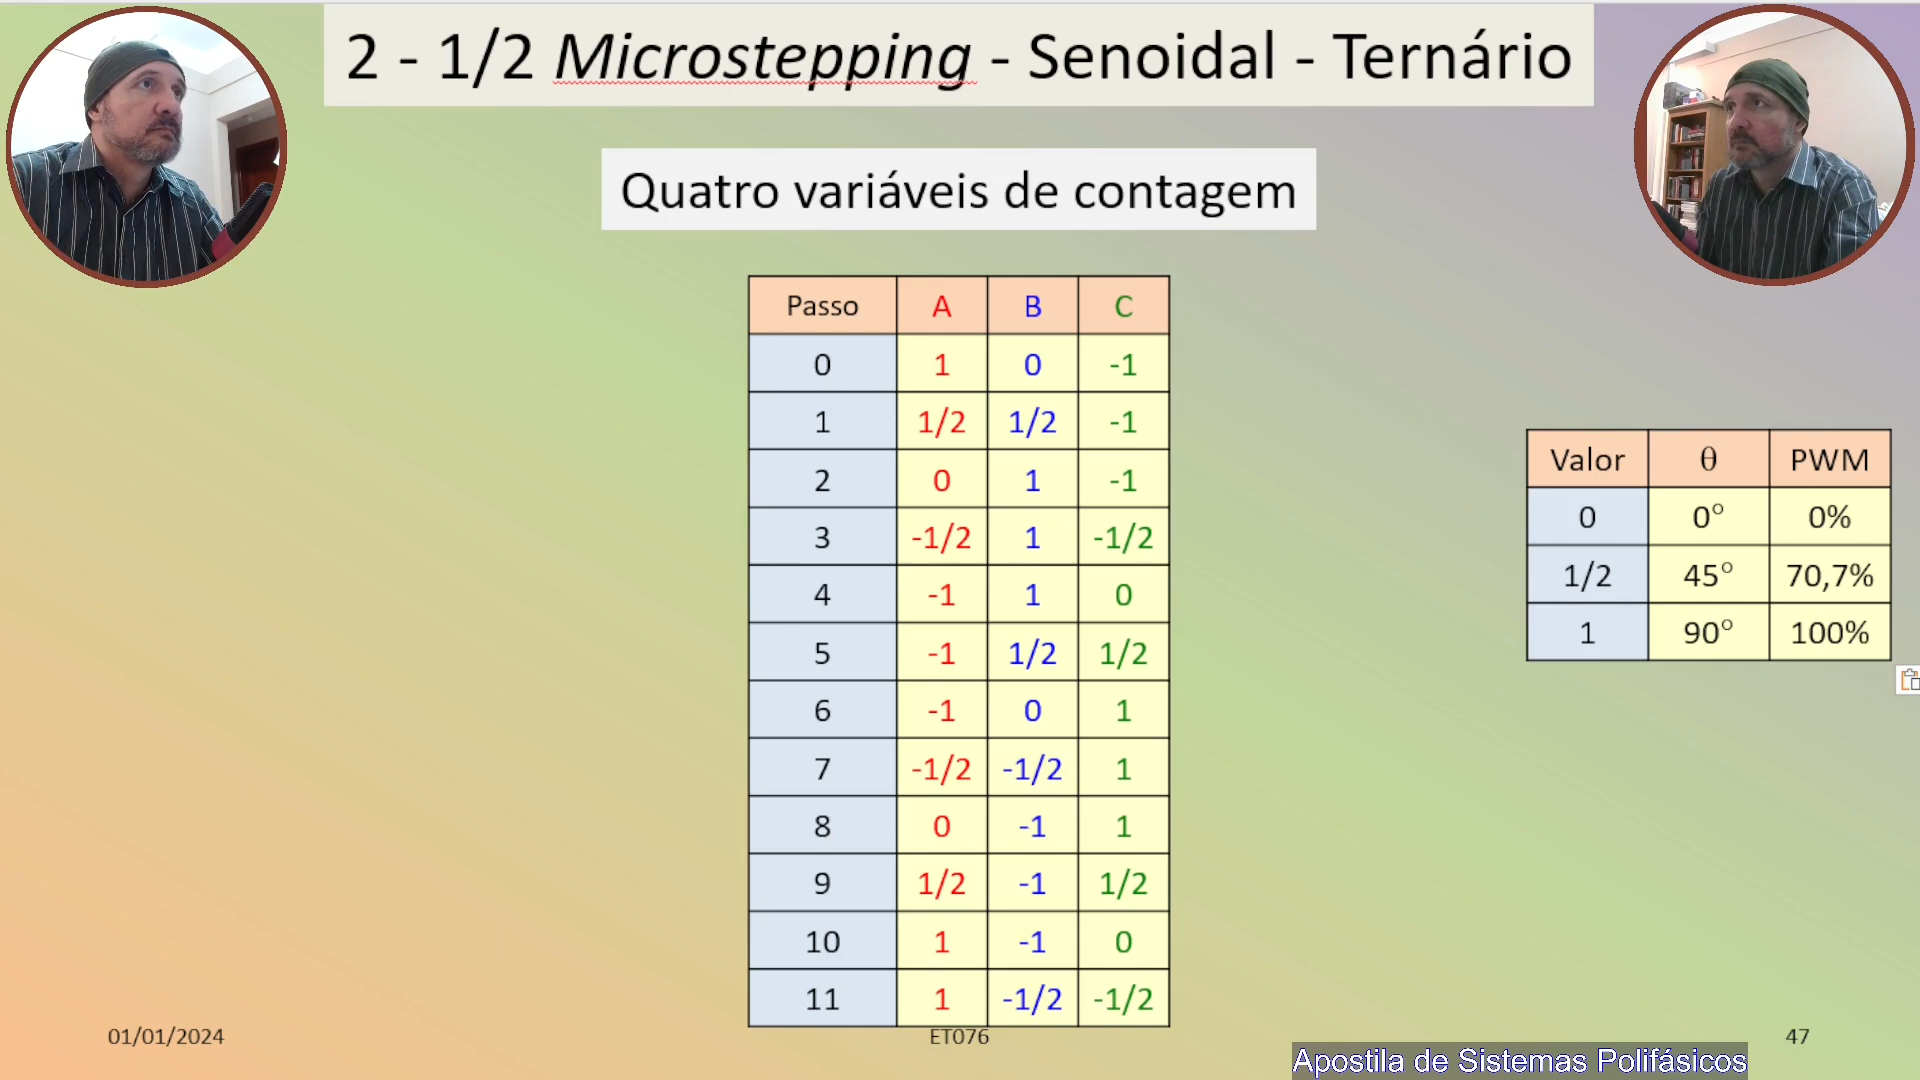 2 - 1/2 Microstepping - Senoidal - Ternário
Quatro variáveis de contagem
Passo A B C
0 1 0 -1
1 1/2 1/2 -1
2 0 1 -1
3 -1/2 1 -1/2
4 -1 1 0
5 -1 1/2 1/2
6 -1 0 1
7 -1/2 -1/2 1
8 0 -1 1
9 1/2 -1 1/2
10 1 -1 0
11 1 -1/2 -1/2
Valor θ PWM
0 0° 0%
1/2 45° 70,7%
1 90° 100%
01/01/2024
ET076
47
Apostila de Sistemas Polifásicos